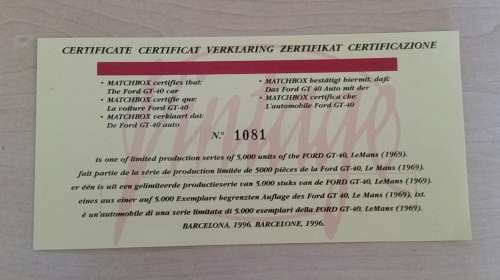 CERTIFICATE CERTIFICAT VERKLARING ZERTIFIKAT CERTIFICAZIONE
• MATCHBOX certifies that:
The Ford GT-40 car
• MATCHBOX certifie que:
La voiture Ford GT-40
• MATCHBOX verklaart dat:
De Ford GT-40 auto
• MATCHBOX bestätigt hiermit, daß:
Das Ford GT-40 Auto mit der
• MATCHBOX certifica che:
L'automobile Ford GT-40
N.º 1081
Vintage
is one of limited production series of 5.000 units of the FORD GT-40, LeMans (1969).
fait partie de la série de production limitée de 5000 pièces de la FORD GT-40, Le Mans (1969).
er één is uit een gelimiteerde productieserie van 5.000 stuks van de FORD GT-40, LeMans (1969).
eines aus einer auf 5.000 Exemplare begrenzten Auflage des Ford GT-40, Le Mans (1969), ist.
è un'automobile di una serie limitata di 5.000 esemplari della FORD GT-40, LeMans (1969).
BARCELONA, 1996. BARCELONE, 1996.